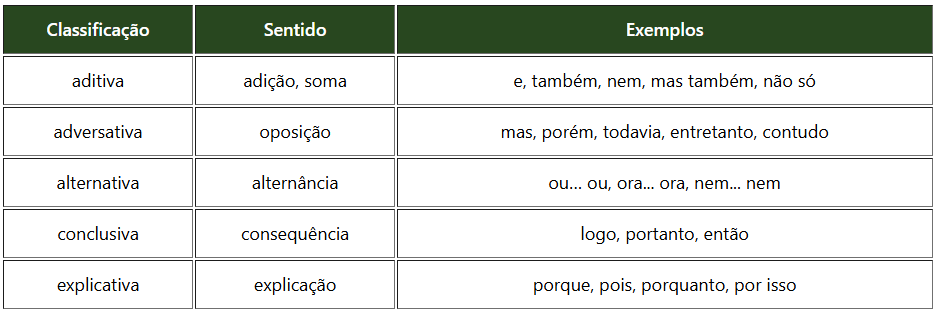 Classificação Sentido Exemplos
aditiva adição, soma e, também, nem, mas também, não só
adversativa oposição mas, porém, todavia, entretanto, contudo
alternativa alternância ou... ou, ora... ora, nem... nem
conclusiva consequência logo, portanto, então
explicativa explicação porque, pois, porquanto, por isso